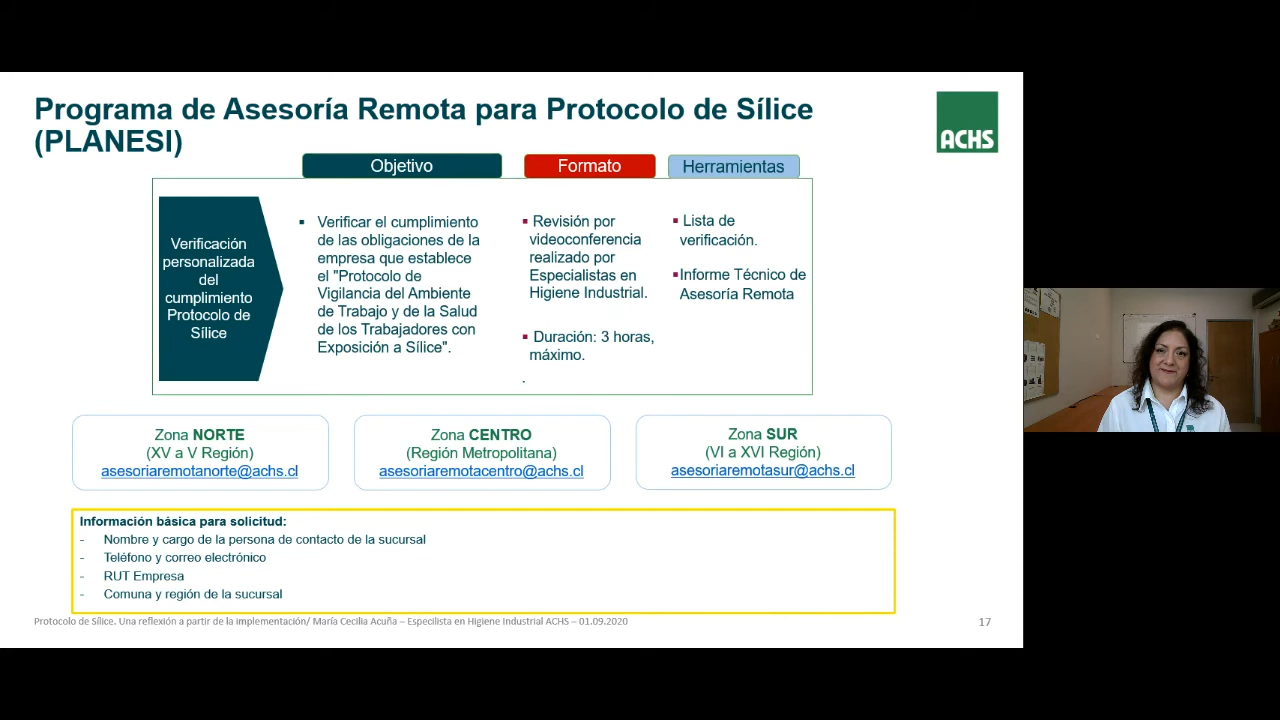 Programa de Asesoría Remota para Protocolo de Sílice
(PLANESI)
ACHS
Objetivo
Formato
Herramientas
Verificación
personalizada
del
cumplimiento
Protocolo de
Sílice
▪ Verificar el cumplimiento
de las obligaciones de la
empresa que establece
el "Protocolo de
Vigilancia del Ambiente
de Trabajo y de la Salud
de los Trabajadores con
Exposición a Sílice".
▪ Revisión por
videoconferencia
realizado por
Especialistas en
Higiene Industrial.
▪ Duración: 3 horas,
máximo.
.
▪ Lista de
verificación.
▪Informe Técnico de
Asesoría Remota
Zona NORTE
(XV a V Región)
asesoriaremotanorte@achs.cl
Zona CENTRO
(Región Metropolitana)
asesoriaremotacentro@achs.cl
Zona SUR
(VI a XVI Región)
asesoriaremotasur@achs.cl
Información básica para solicitud:
- Nombre y cargo de la persona de contacto de la sucursal
- Teléfono y correo electrónico
- RUT Empresa
- Comuna y región de la sucursal
Protocolo de Sílice. Una reflexión a partir de la implementación/ María Cecilia Acuña – Especilista en Higiene Industrial ACHS – 01.09.2020
17